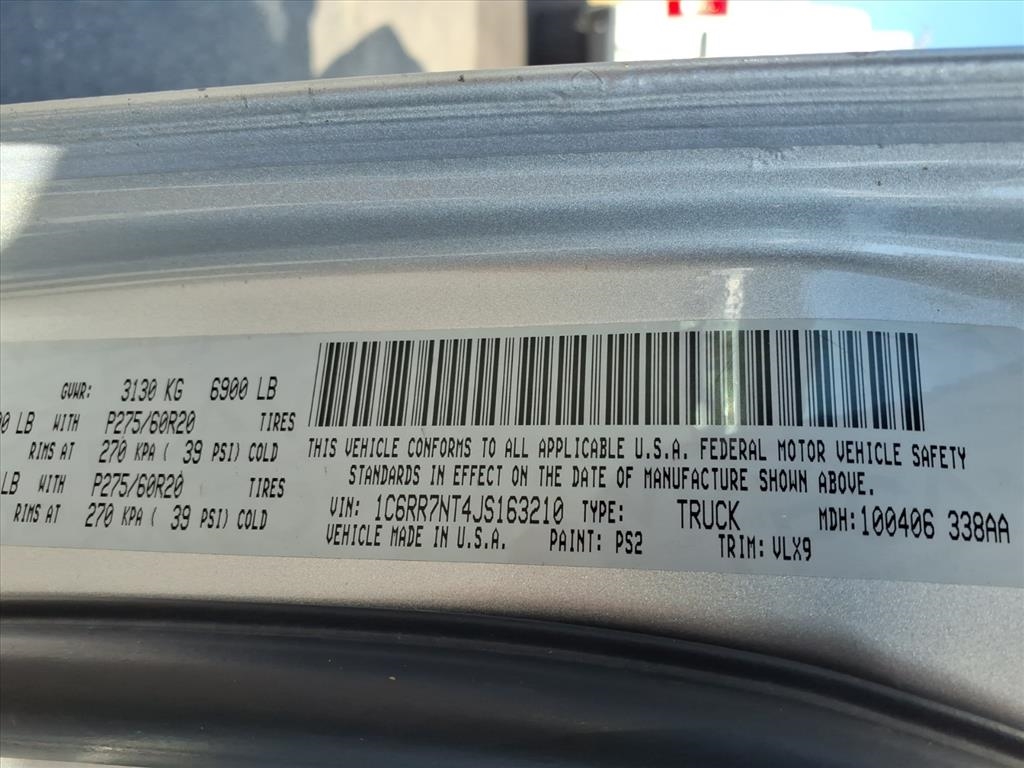 GVWR: 3130 KG 6900 LB
LB WITH P275/60R20 TIRES
RIMS AT 270 KPA ( 39 PSI) COLD
LB WITH P275/60R20 TIRES
RIMS AT 270 KPA ( 39 PSI) COLD
THIS VEHICLE CONFORMS TO ALL APPLICABLE U.S.A. FEDERAL MOTOR VEHICLE SAFETY
STANDARDS IN EFFECT ON THE DATE OF MANUFACTURE SHOWN ABOVE.
VIN: 1C6RR7NT4JS163210 TYPE: TRUCK MDH:100406 338AA
VEHICLE MADE IN U.S.A. PAINT: PS2 TRIM: VLX9